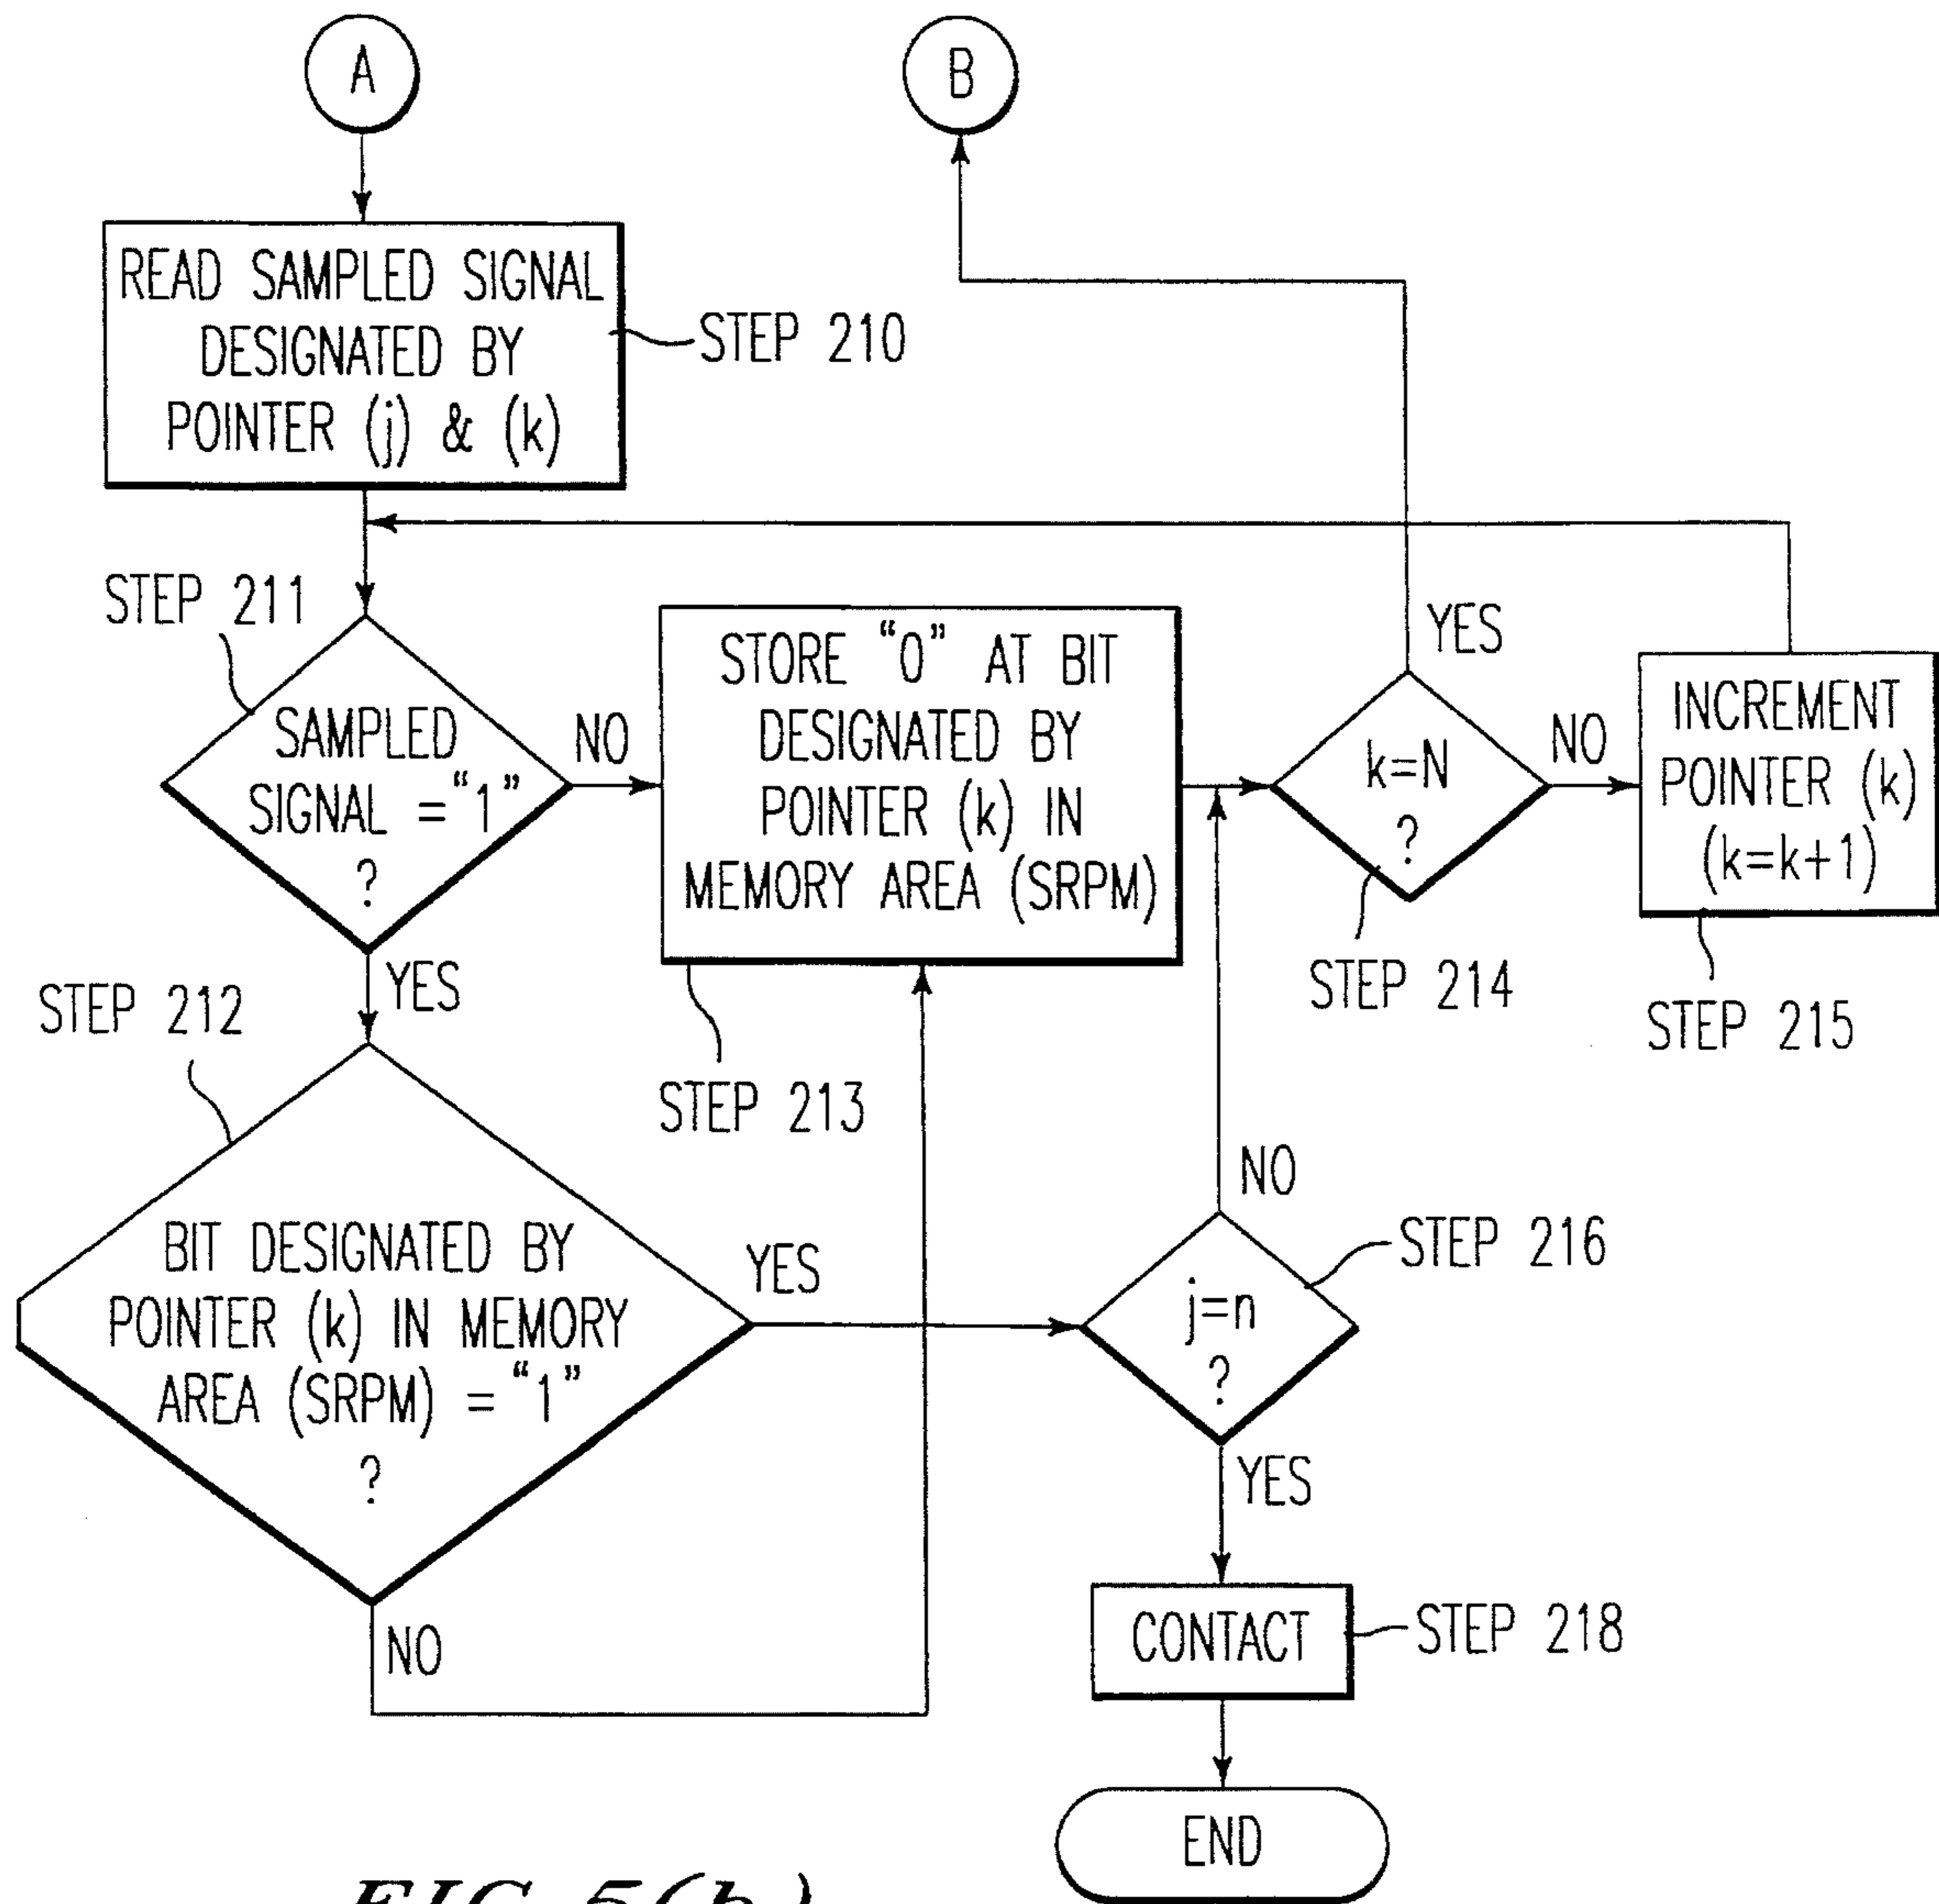 A
B
READ SAMPLED SIGNAL
DESIGNATED BY
POINTER (j) & (k)
STEP 210
STEP 211
SAMPLED
SIGNAL = “1”
?
NO
YES
STORE “0” AT BIT
DESIGNATED BY
POINTER (k) IN
MEMORY AREA (SRPM)
STEP 213
YES
k=N
?
NO
STEP 214
INCREMENT
POINTER (k)
(k=k+1)
STEP 215
STEP 212
BIT DESIGNATED BY
POINTER (k) IN MEMORY
AREA (SRPM) = “1”
?
YES
NO
NO
j=n
?
STEP 216
YES
CONTACT
STEP 218
END
FIG. 5(b)